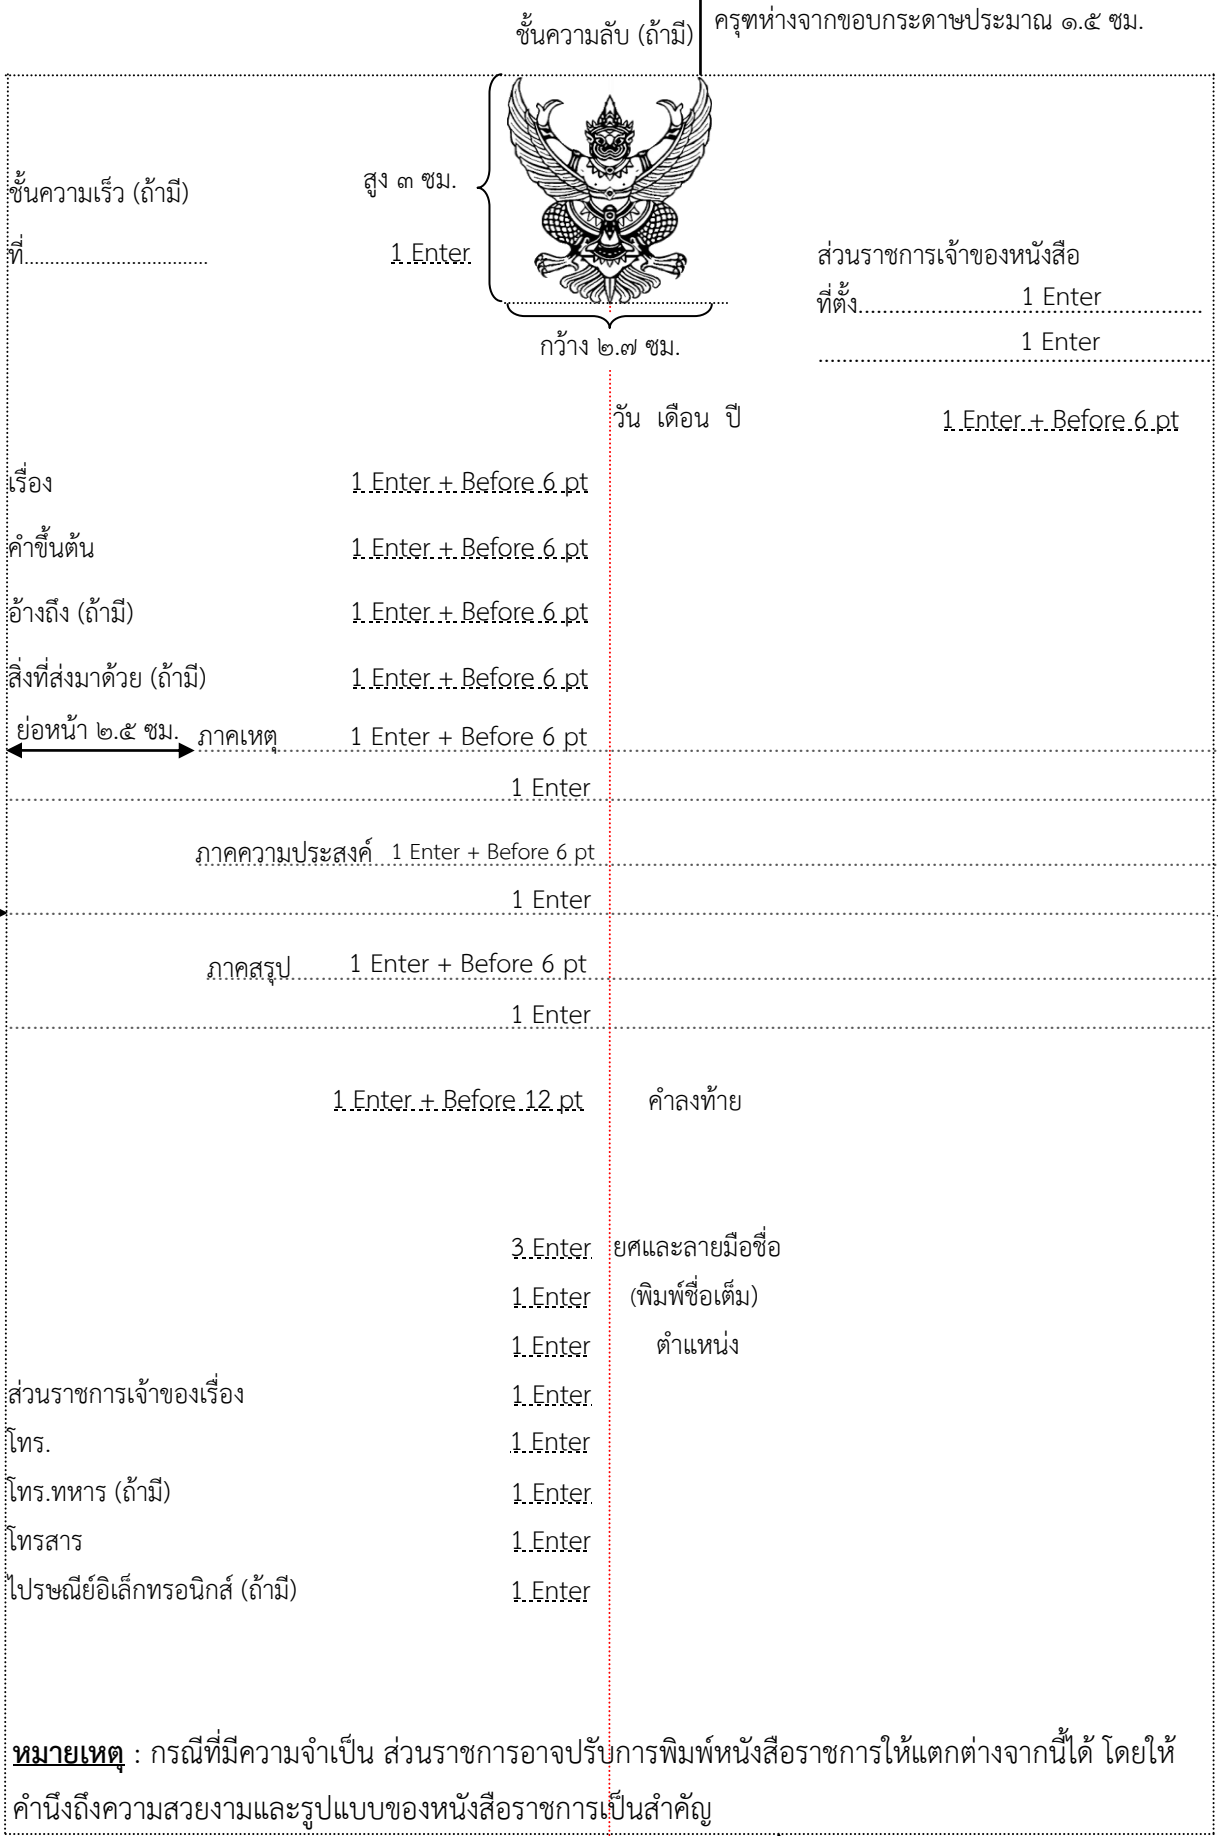 ครุฑห่างจากขอบกระดาษประมาณ ๑.๕ ซม.
ชั้นความลับ (ถ้ามี)
สูง ๓ ซม.
ชั้นความเร็ว (ถ้ามี)
ที่............................... 1 Enter ส่วนราชการเจ้าของหนังสือ
ที่ตั้ง.......................1 Enter..................
1 Enter
กว้าง ๒.๗ ซม.
วัน เดือน ปี 1 Enter + Before 6 pt
เรื่อง 1 Enter + Before 6 pt
คำขึ้นต้น 1 Enter + Before 6 pt
อ้างถึง (ถ้ามี) 1 Enter + Before 6 pt
สิ่งที่ส่งมาด้วย (ถ้ามี) 1 Enter + Before 6 pt
ย่อหน้า ๒.๕ ซม. ภาคเหตุ 1 Enter + Before 6 pt
1 Enter
ภาคความประสงค์ 1 Enter + Before 6 pt
1 Enter
ภาคสรุป 1 Enter + Before 6 pt
1 Enter
1 Enter + Before 12 pt คำลงท้าย
3 Enter ยศและลายมือชื่อ
1 Enter (พิมพ์ชื่อเต็ม)
1 Enter ตำแหน่ง
ส่วนราชการเจ้าของเรื่อง 1 Enter
โทร. 1 Enter
โทร.ทหาร (ถ้ามี) 1 Enter
โทรสาร 1 Enter
ไปรษณีย์อิเล็กทรอนิกส์ (ถ้ามี) 1 Enter
หมายเหตุ : กรณีที่มีความจำเป็น ส่วนราชการอาจปรับการพิมพ์หนังสือราชการให้แตกต่างจากนี้ได้ โดยให้
คำนึงถึงความสวยงามและรูปแบบของหนังสือราชการเป็นสำคัญ